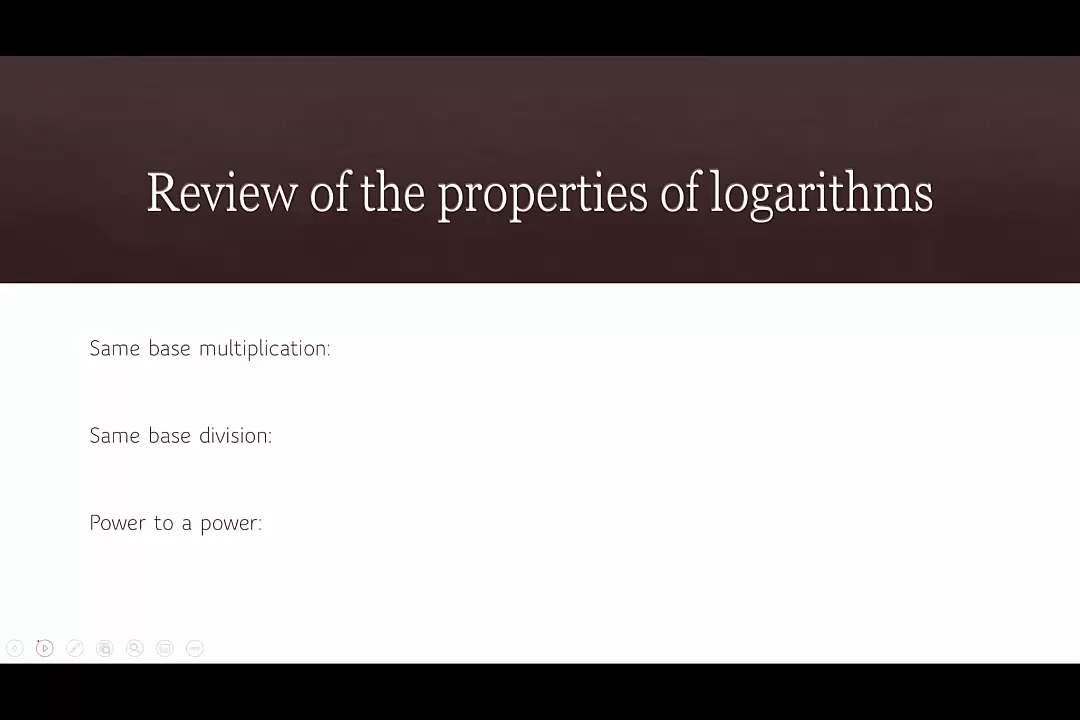 Review of the properties of logarithms
Same base multiplication:
Same base division:
Power to a power: